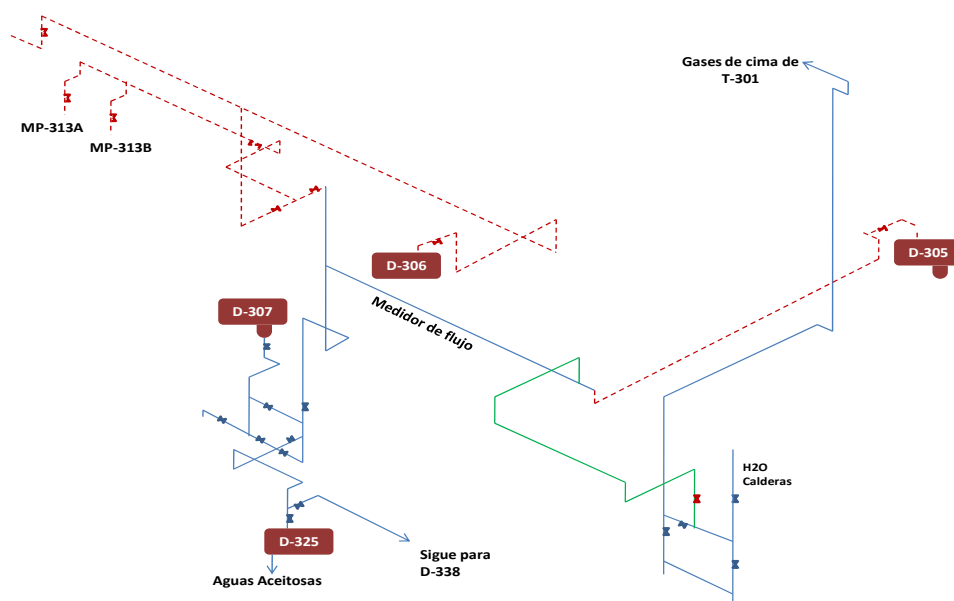 Gases de cima de
T-301
MP-313A
MP-313B
D-305
D-306
D-307
Medidor de flujo
H2O
Calderas
D-325
Sigue para
D-338
Aguas Aceitosas